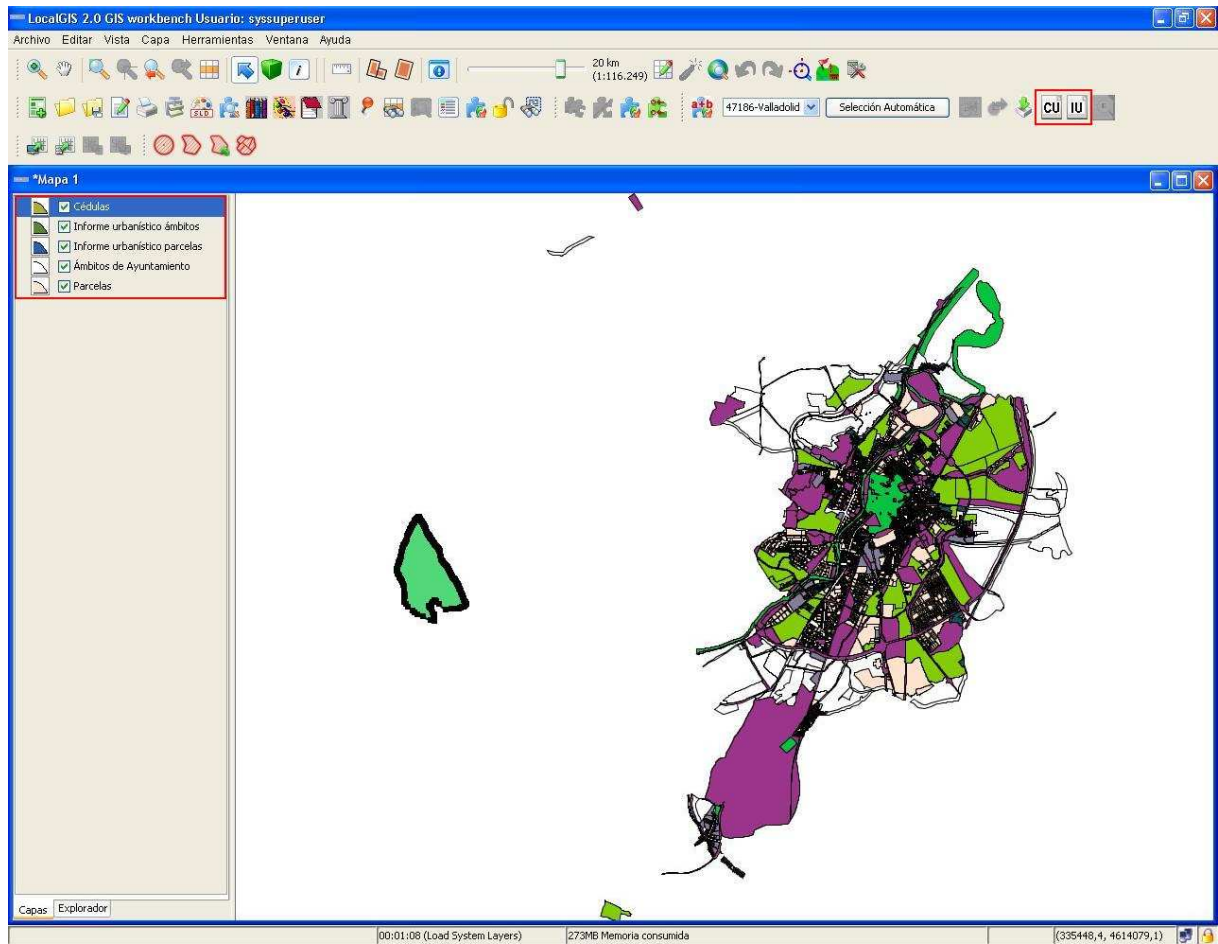 LocalGIS 2.0 GIS workbench Usuario: syssuperuser
Archivo Editar Vista Capa Herramientas Ventana Ayuda
20 km
(1:116.249)
SLD
a+b
47186-Valladolid
Selección Automática
CU IU
*Mapa 1
Cédulas
Informe urbanístico ámbitos
Informe urbanístico parcelas
Ámbitos de Ayuntamiento
Parcelas
Capas Explorador
00:01:08 (Load System Layers) 273MB Memoria consumida (335448,4, 4614079,1)